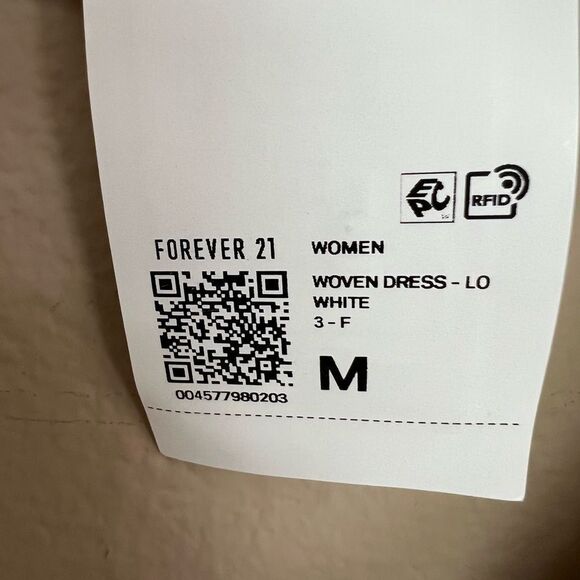 EPC
RFID
FOREVER 21
WOMEN
WOVEN DRESS - LO
WHITE
3 - F
M
004577980203